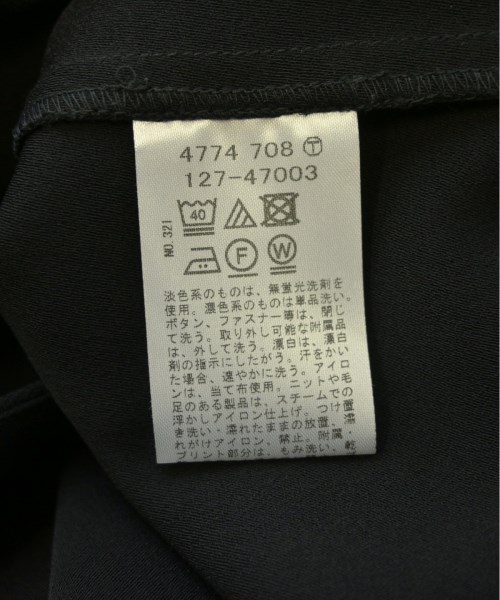 4774 708 Ⓣ
127-47003
NO.321
40
F W
淡色系のものは、無蛍光洗剤を
使用。濃色系のものは単品洗い。
ボタン、ファスナー等は、閉じ
て洗う。取り外し可能な附属品
は、外して洗う。漂白は、漂白
剤の指示にしたがう。汗をかい
た場合、速やかに洗う。アイロ
ンは、当て布使用。ニットや毛
足のある製品は、スチームでの
浮かしアイロン仕上げ。つけ置
き洗い・濡れたままの放置、濡
れがけアイロン、禁止。附属・
プリント部分は、もみ洗い、乾